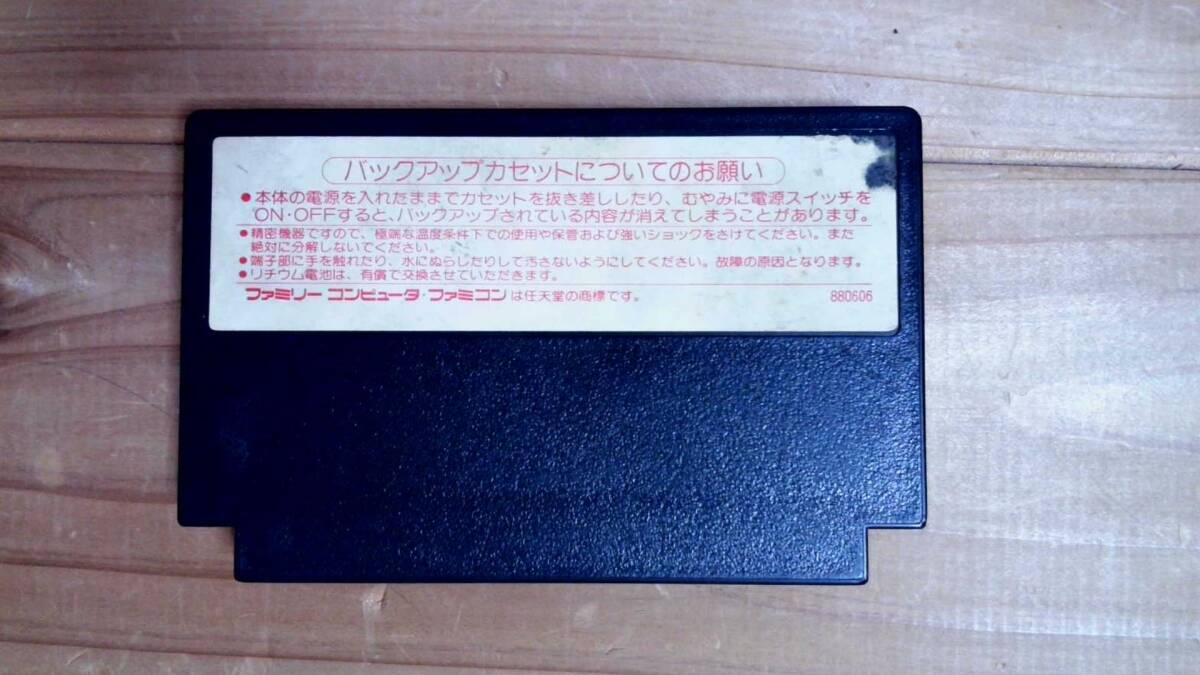 バックアップカセットについてのお願い
●本体の電源を入れたままでカセットを抜き差ししたり、むやみに電源スイッチを
ON・OFFすると、バックアップされている内容が消えてしまうことがあります。
●精密機器ですので、極端な温度条件下での使用や保管および強いショックをさけてください。また
絶対に分解しないでください。
●端子部に手を触れたり、水にぬらしたりして汚さないようにしてください。故障の原因となります。
●リチウム電池は、有償で交換させていただきます。
ファミリー コンピュータ・ファミコンは任天堂の商標です。 880606